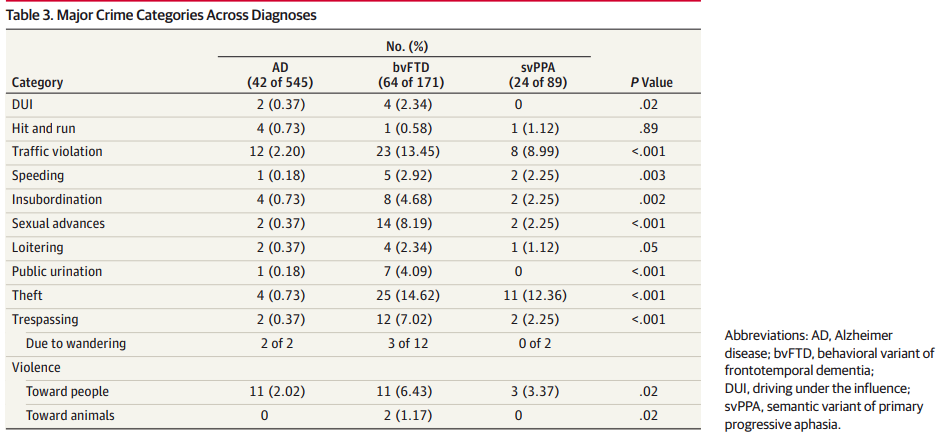 Table 3. Major Crime Categories Across Diagnoses
No. (%)
Category AD (42 of 545) bvFTD (64 of 171) svPPA (24 of 89) P Value
DUI 2 (0.37) 4 (2.34) 0 .02
Hit and run 4 (0.73) 1 (0.58) 1 (1.12) .89
Traffic violation 12 (2.20) 23 (13.45) 8 (8.99) <.001
Speeding 1 (0.18) 5 (2.92) 2 (2.25) .003
Insubordination 4 (0.73) 8 (4.68) 2 (2.25) .002
Sexual advances 2 (0.37) 14 (8.19) 2 (2.25) <.001
Loitering 2 (0.37) 4 (2.34) 1 (1.12) .05
Public urination 1 (0.18) 7 (4.09) 0 <.001
Theft 4 (0.73) 25 (14.62) 11 (12.36) <.001
Trespassing 2 (0.37) 12 (7.02) 2 (2.25) <.001
Due to wandering 2 of 2 3 of 12 0 of 2
Violence
Toward people 11 (2.02) 11 (6.43) 3 (3.37) .02
Toward animals 0 2 (1.17) 0 .02
Abbreviations: AD, Alzheimer
disease; bvFTD, behavioral variant of
frontotemporal dementia;
DUI, driving under the influence;
svPPA, semantic variant of primary
progressive aphasia.